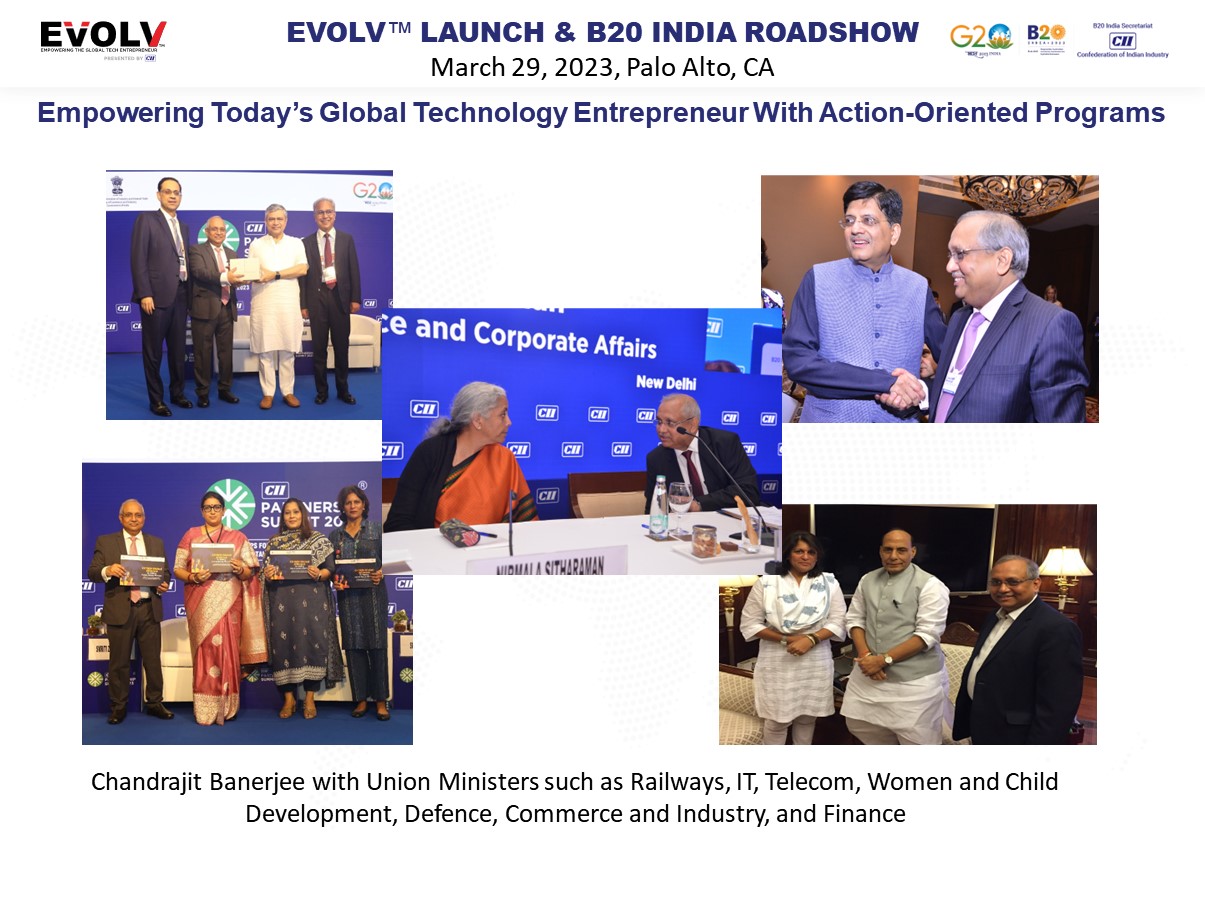 EVOLV™
EMPOWERING THE GLOBAL TECH ENTREPRENEUR
PRESENTED BY CII
EVOLV™ LAUNCH & B20 INDIA ROADSHOW
March 29, 2023, Palo Alto, CA
G20
B20
B20 India Secretariat
CII
Confederation of Indian Industry
Empowering Today’s Global Technology Entrepreneur With Action-Oriented Programs
G20
CII
ce and Corporate Affairs
New Delhi
CII
NIRMALA SITHARAMAN
CII
PARTNERS
SUMMIT 20
Chandrajit Banerjee with Union Ministers such as Railways, IT, Telecom, Women and Child
Development, Defence, Commerce and Industry, and Finance